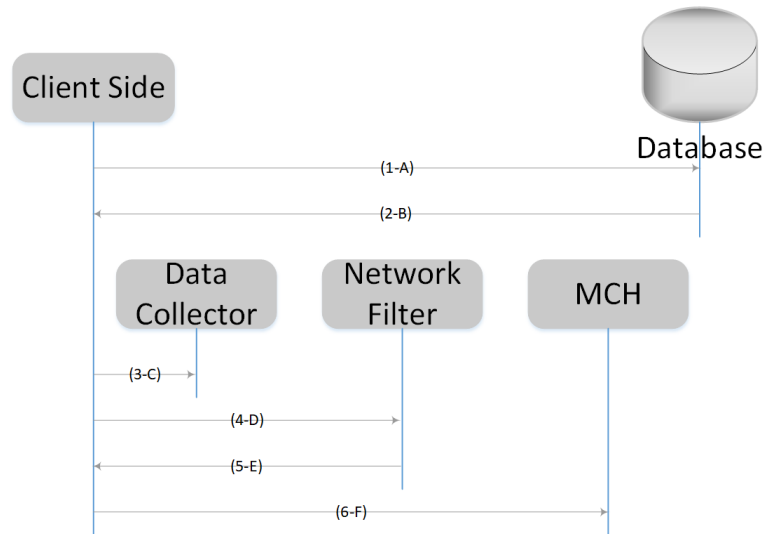 Client Side
Database
(1-A)
(2-B)
Data
Collector
Network
Filter
MCH
(3-C)
(4-D)
(5-E)
(6-F)